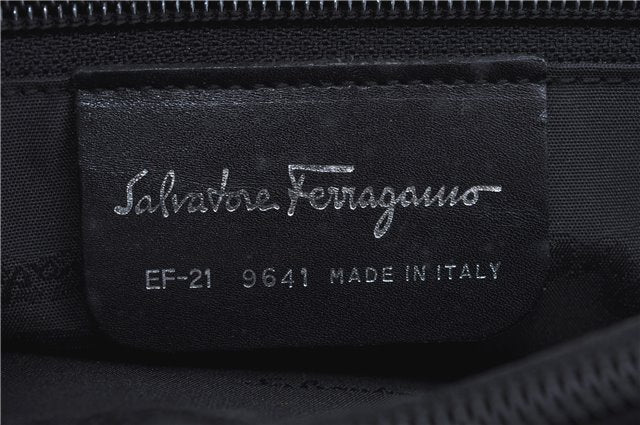 Salvatore Ferragamo
EF-21 9641 MADE IN ITALY